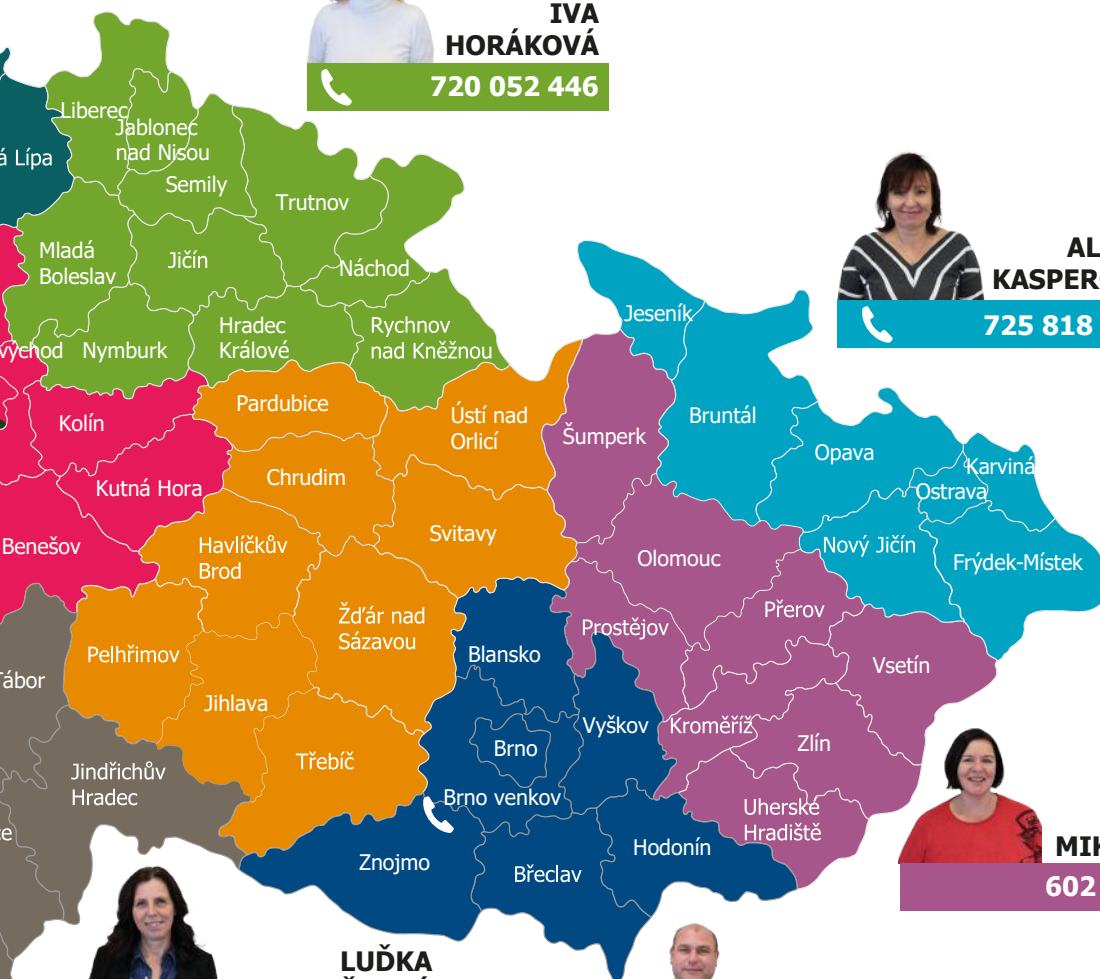 IVA
HORÁKOVÁ
720 052 446
Liberec
Jablonec
nad Nisou
á Lípa
Semily
Trutnov
Mladá
Boleslav
Jičín
Náchod
AL
725 818
Jeseník
Hradec
Králové
Rychnov
nad Kněžnou
východ
Nymburk
Pardubice
Kolín
Ústí nad
Orlicí
Šumperk
Bruntál
Opava
Karviná
Ostrava
Chrudim
Kutná Hora
Svitavy
Benešov
Havlíčkův
Brod
Olomouc
Nový Jičín
Frýdek-Místek
Přerov
Žďár nad
Sázavou
Prostějov
Pelhřimov
Blansko
Vsetín
Tábor
Jihlava
Vyškov
Kroměříž
Zlín
Brno
Třebíč
Jindřichův
Hradec
Brno venkov
Uherské
Hradiště
ce
Znojmo
Břeclav
Hodonín
602
LUĎKA